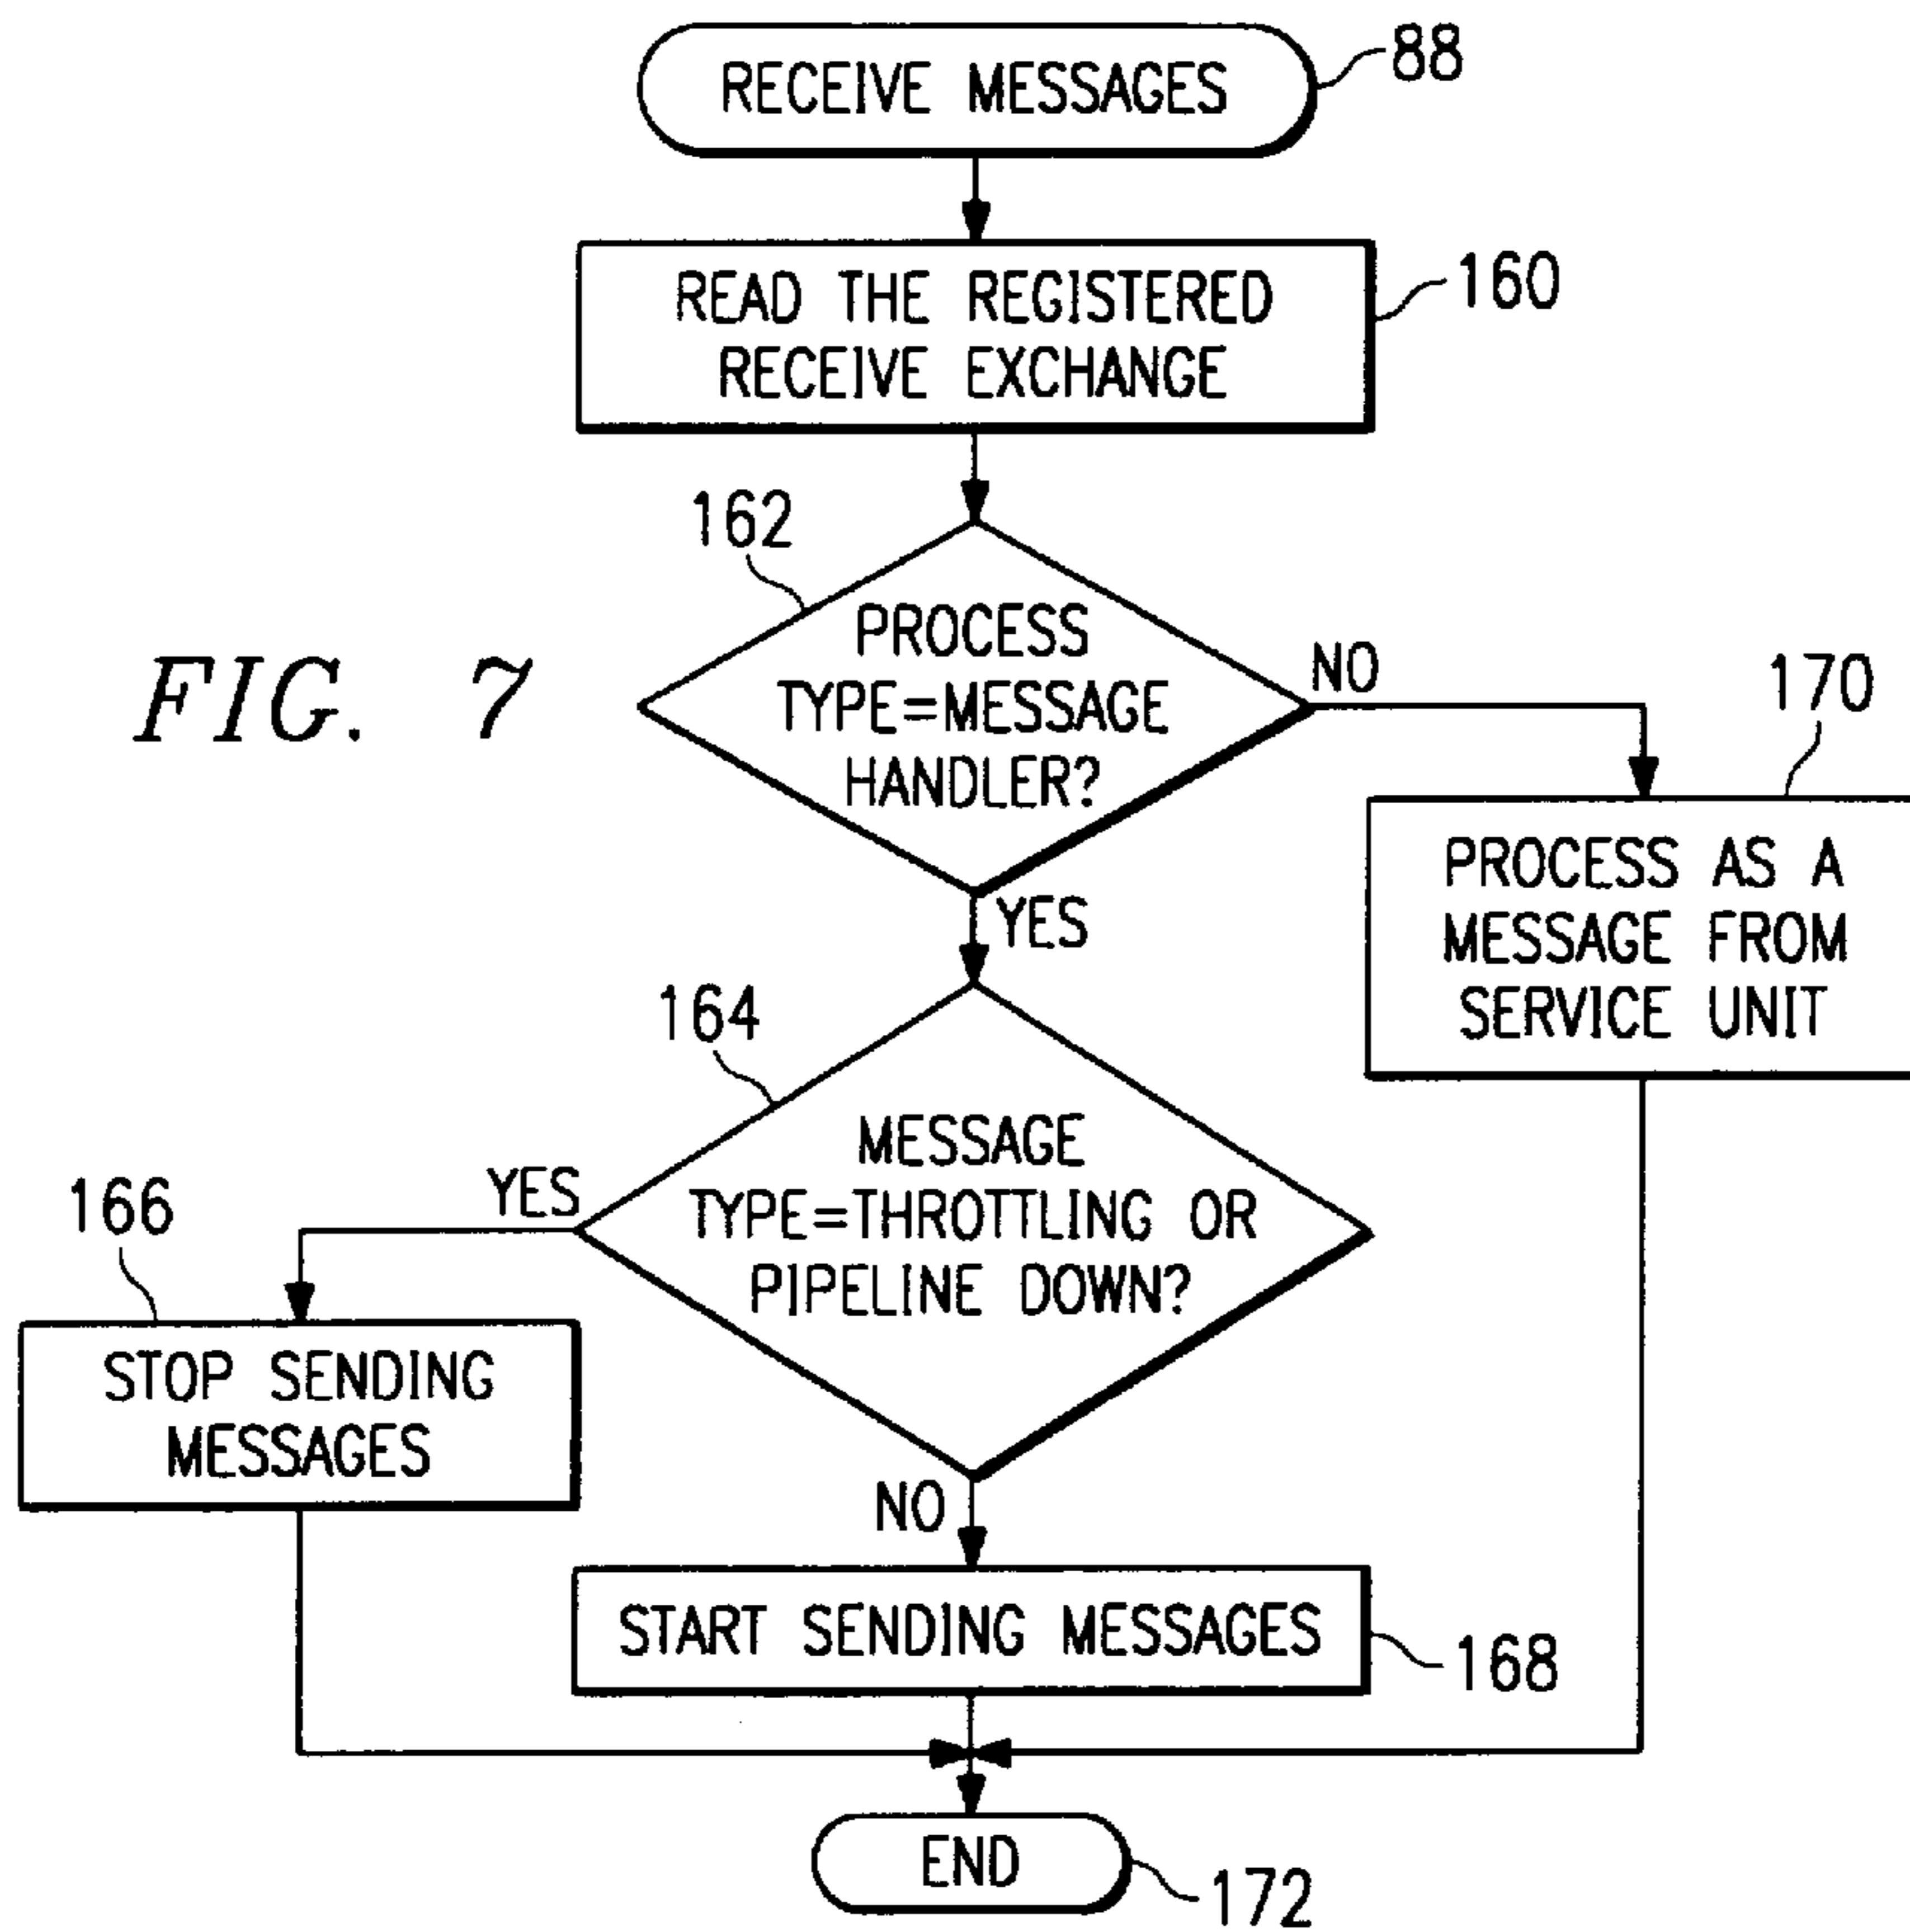 RECEIVE MESSAGES
88
READ THE REGISTERED
RECEIVE EXCHANGE
160
162
PROCESS
TYPE=MESSAGE
HANDLER?
NO
FIG. 7
170
PROCESS AS A
MESSAGE FROM
SERVICE UNIT
YES
164
MESSAGE
TYPE=THROTTLING OR
PIPELINE DOWN?
YES
166
STOP SENDING
MESSAGES
NO
START SENDING MESSAGES
168
END
172